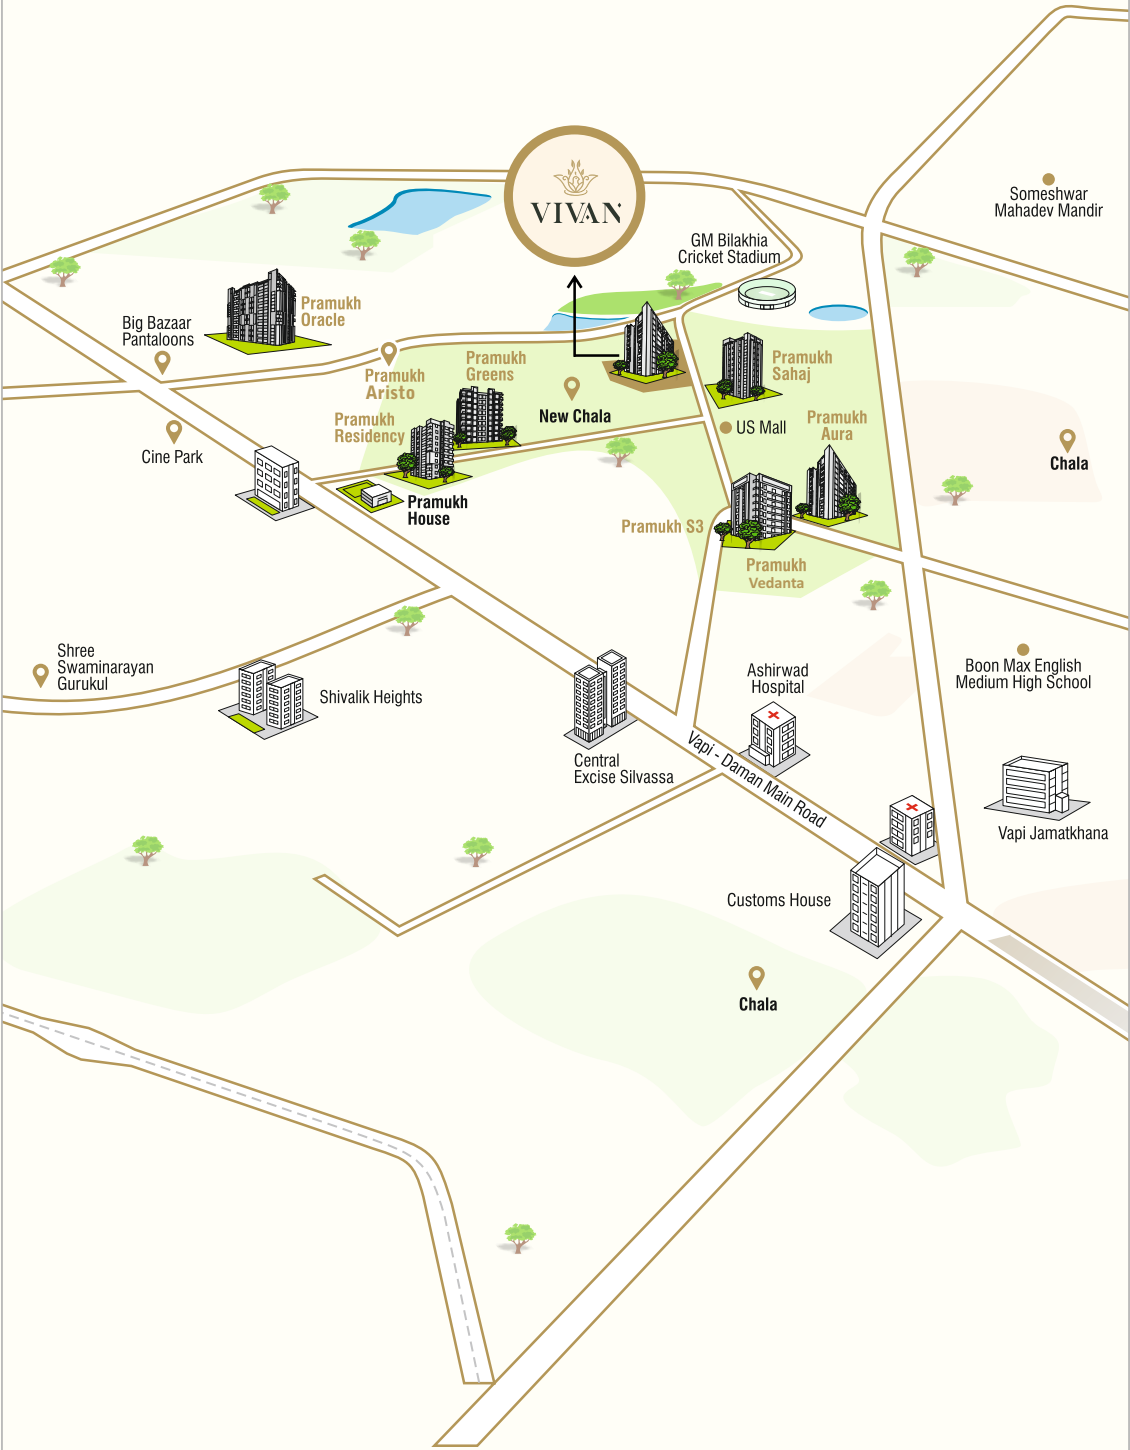 Someshwar
Mahadev Mandir
VIVAN
GM Bilakhia
Cricket Stadium
Pramukh
Oracle
Big Bazaar
Pantaloons
Pramukh
Greens
Pramukh
Sahaj
Pramukh
Aristo
New Chala
Pramukh
Residency
US Mall
Pramukh
Aura
Cine Park
Chala
Pramukh
House
Pramukh S3
Pramukh
Vedanta
Shree
Swaminarayan
Gurukul
Shivalik Heights
Ashirwad
Hospital
Boon Max English
Medium High School
Central
Excise Silvassa
Vapi - Daman Main Road
Vapi Jamatkhana
Customs House
Chala